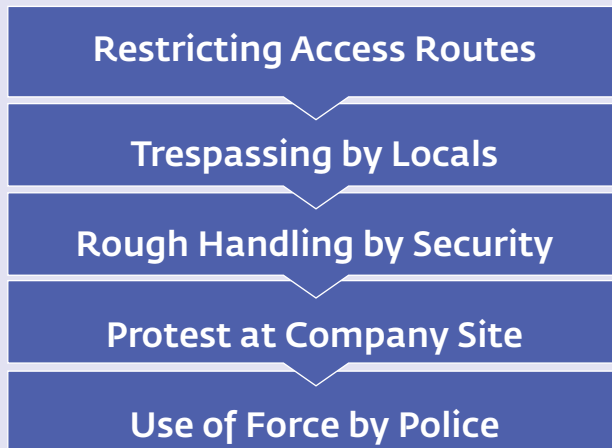 Restricting Access Routes
Trespassing by Locals
Rough Handling by Security
Protest at Company Site
Use of Force by Police